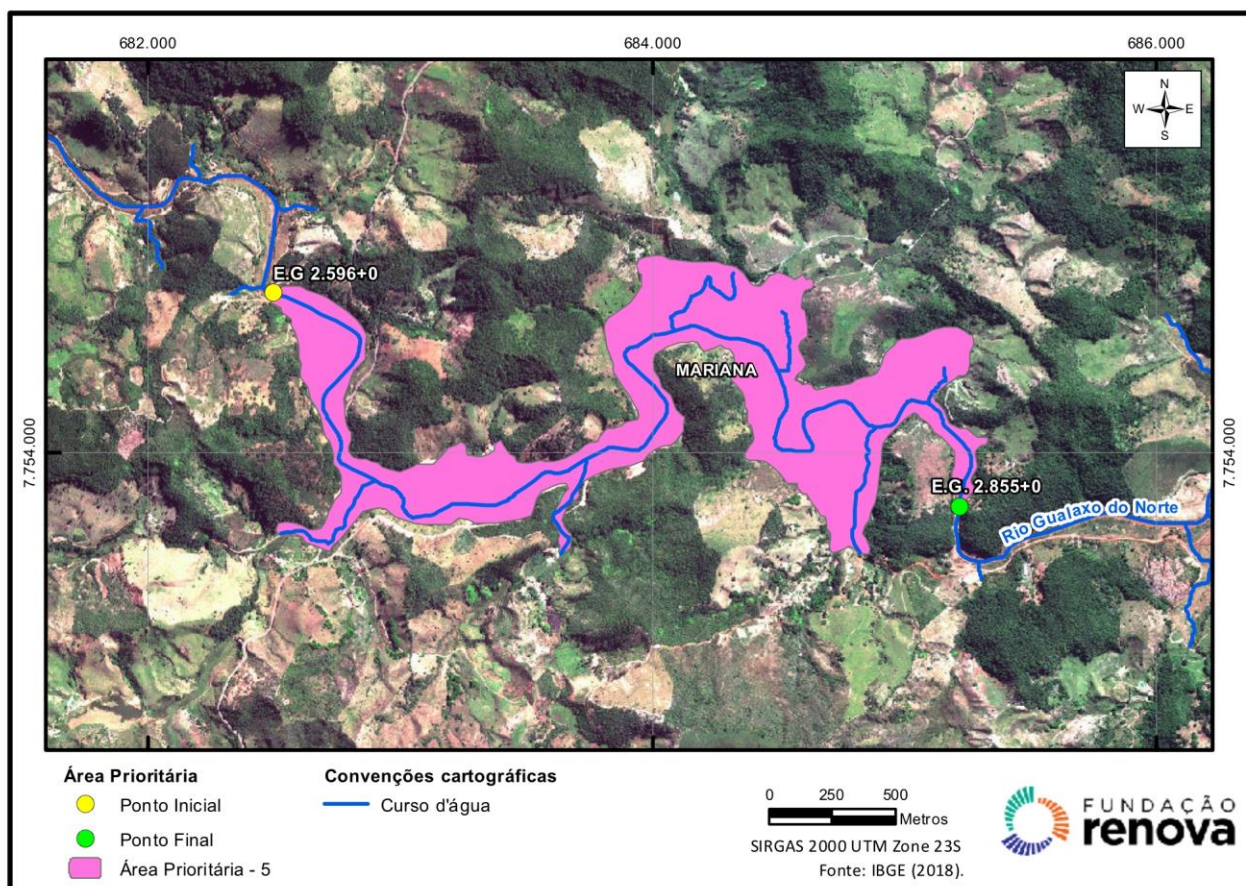 682.000
684.000
686.000
N
W E
S
E.G 2.596+0
MARIANA
7.754.000
7.754.000
E.G. 2.855+0
Rio Gualaxo do Norte
Área Prioritária
Ponto Inicial
Ponto Final
Área Prioritária - 5
Convenções cartográficas
Curso d'água
0 250 500
Metros
SIRGAS 2000 UTM Zone 23S
Fonte: IBGE (2018).
FUNDAÇÃO
renova